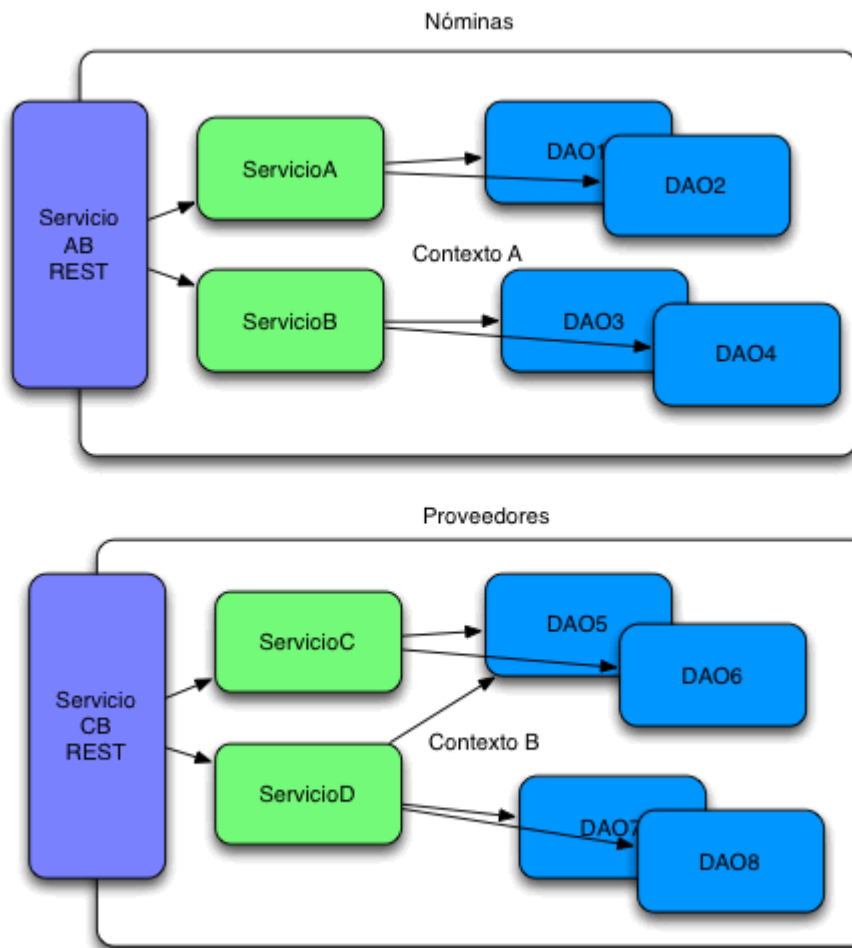 Nóminas
Servicio
AB
REST
ServicioA
DAO1
DAO2
Contexto A
ServicioB
DAO3
DAO4
Proveedores
Servicio
CB
REST
ServicioC
DAO5
DAO6
Contexto B
ServicioD
DAO7
DAO8